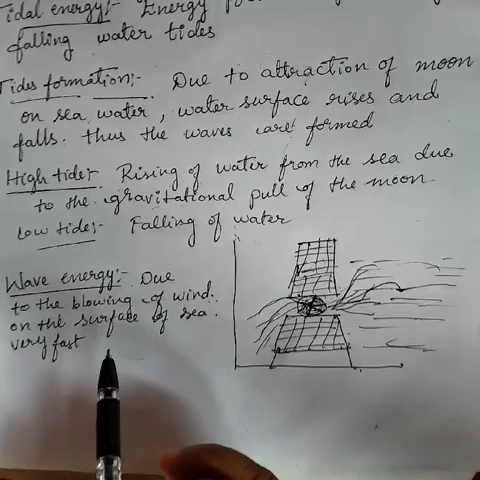 Tidal energy:- Energy
falling water tides
Tides formation:- Due to attraction of moon
on sea water, water surface rises and
falls. thus the waves are formed
High tide:- Rising of water from the sea due
to the gravitational pull of the moon.
Low tide:- Falling of water
Wave energy:- Due
to the blowing of wind.
on the surface of sea.
very fast